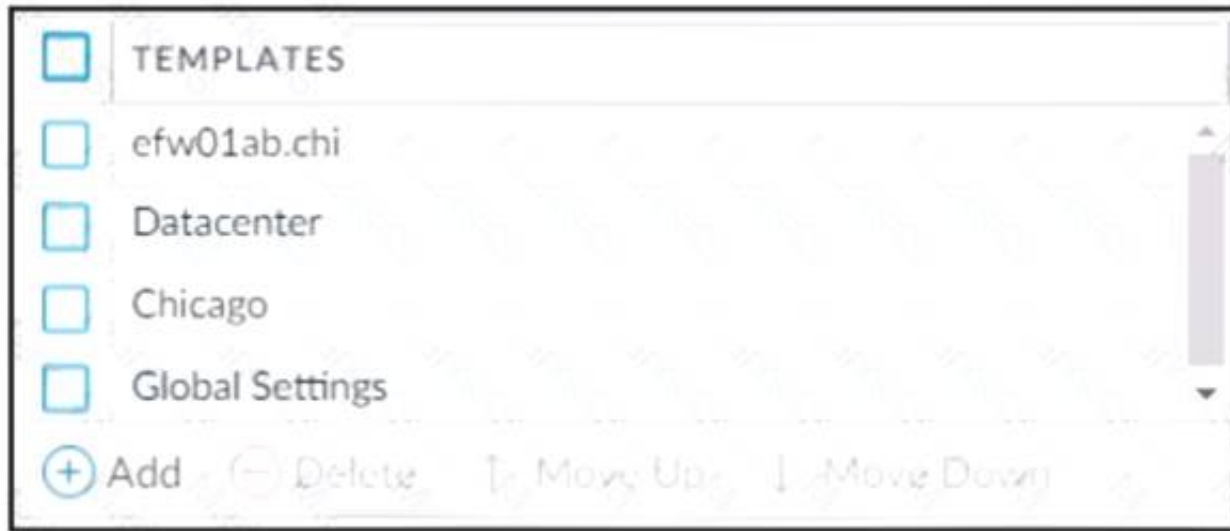 TEMPLATES
efw01ab.chi
Datacenter
Chicago
Global Settings
Add Delete Move Up Move Down